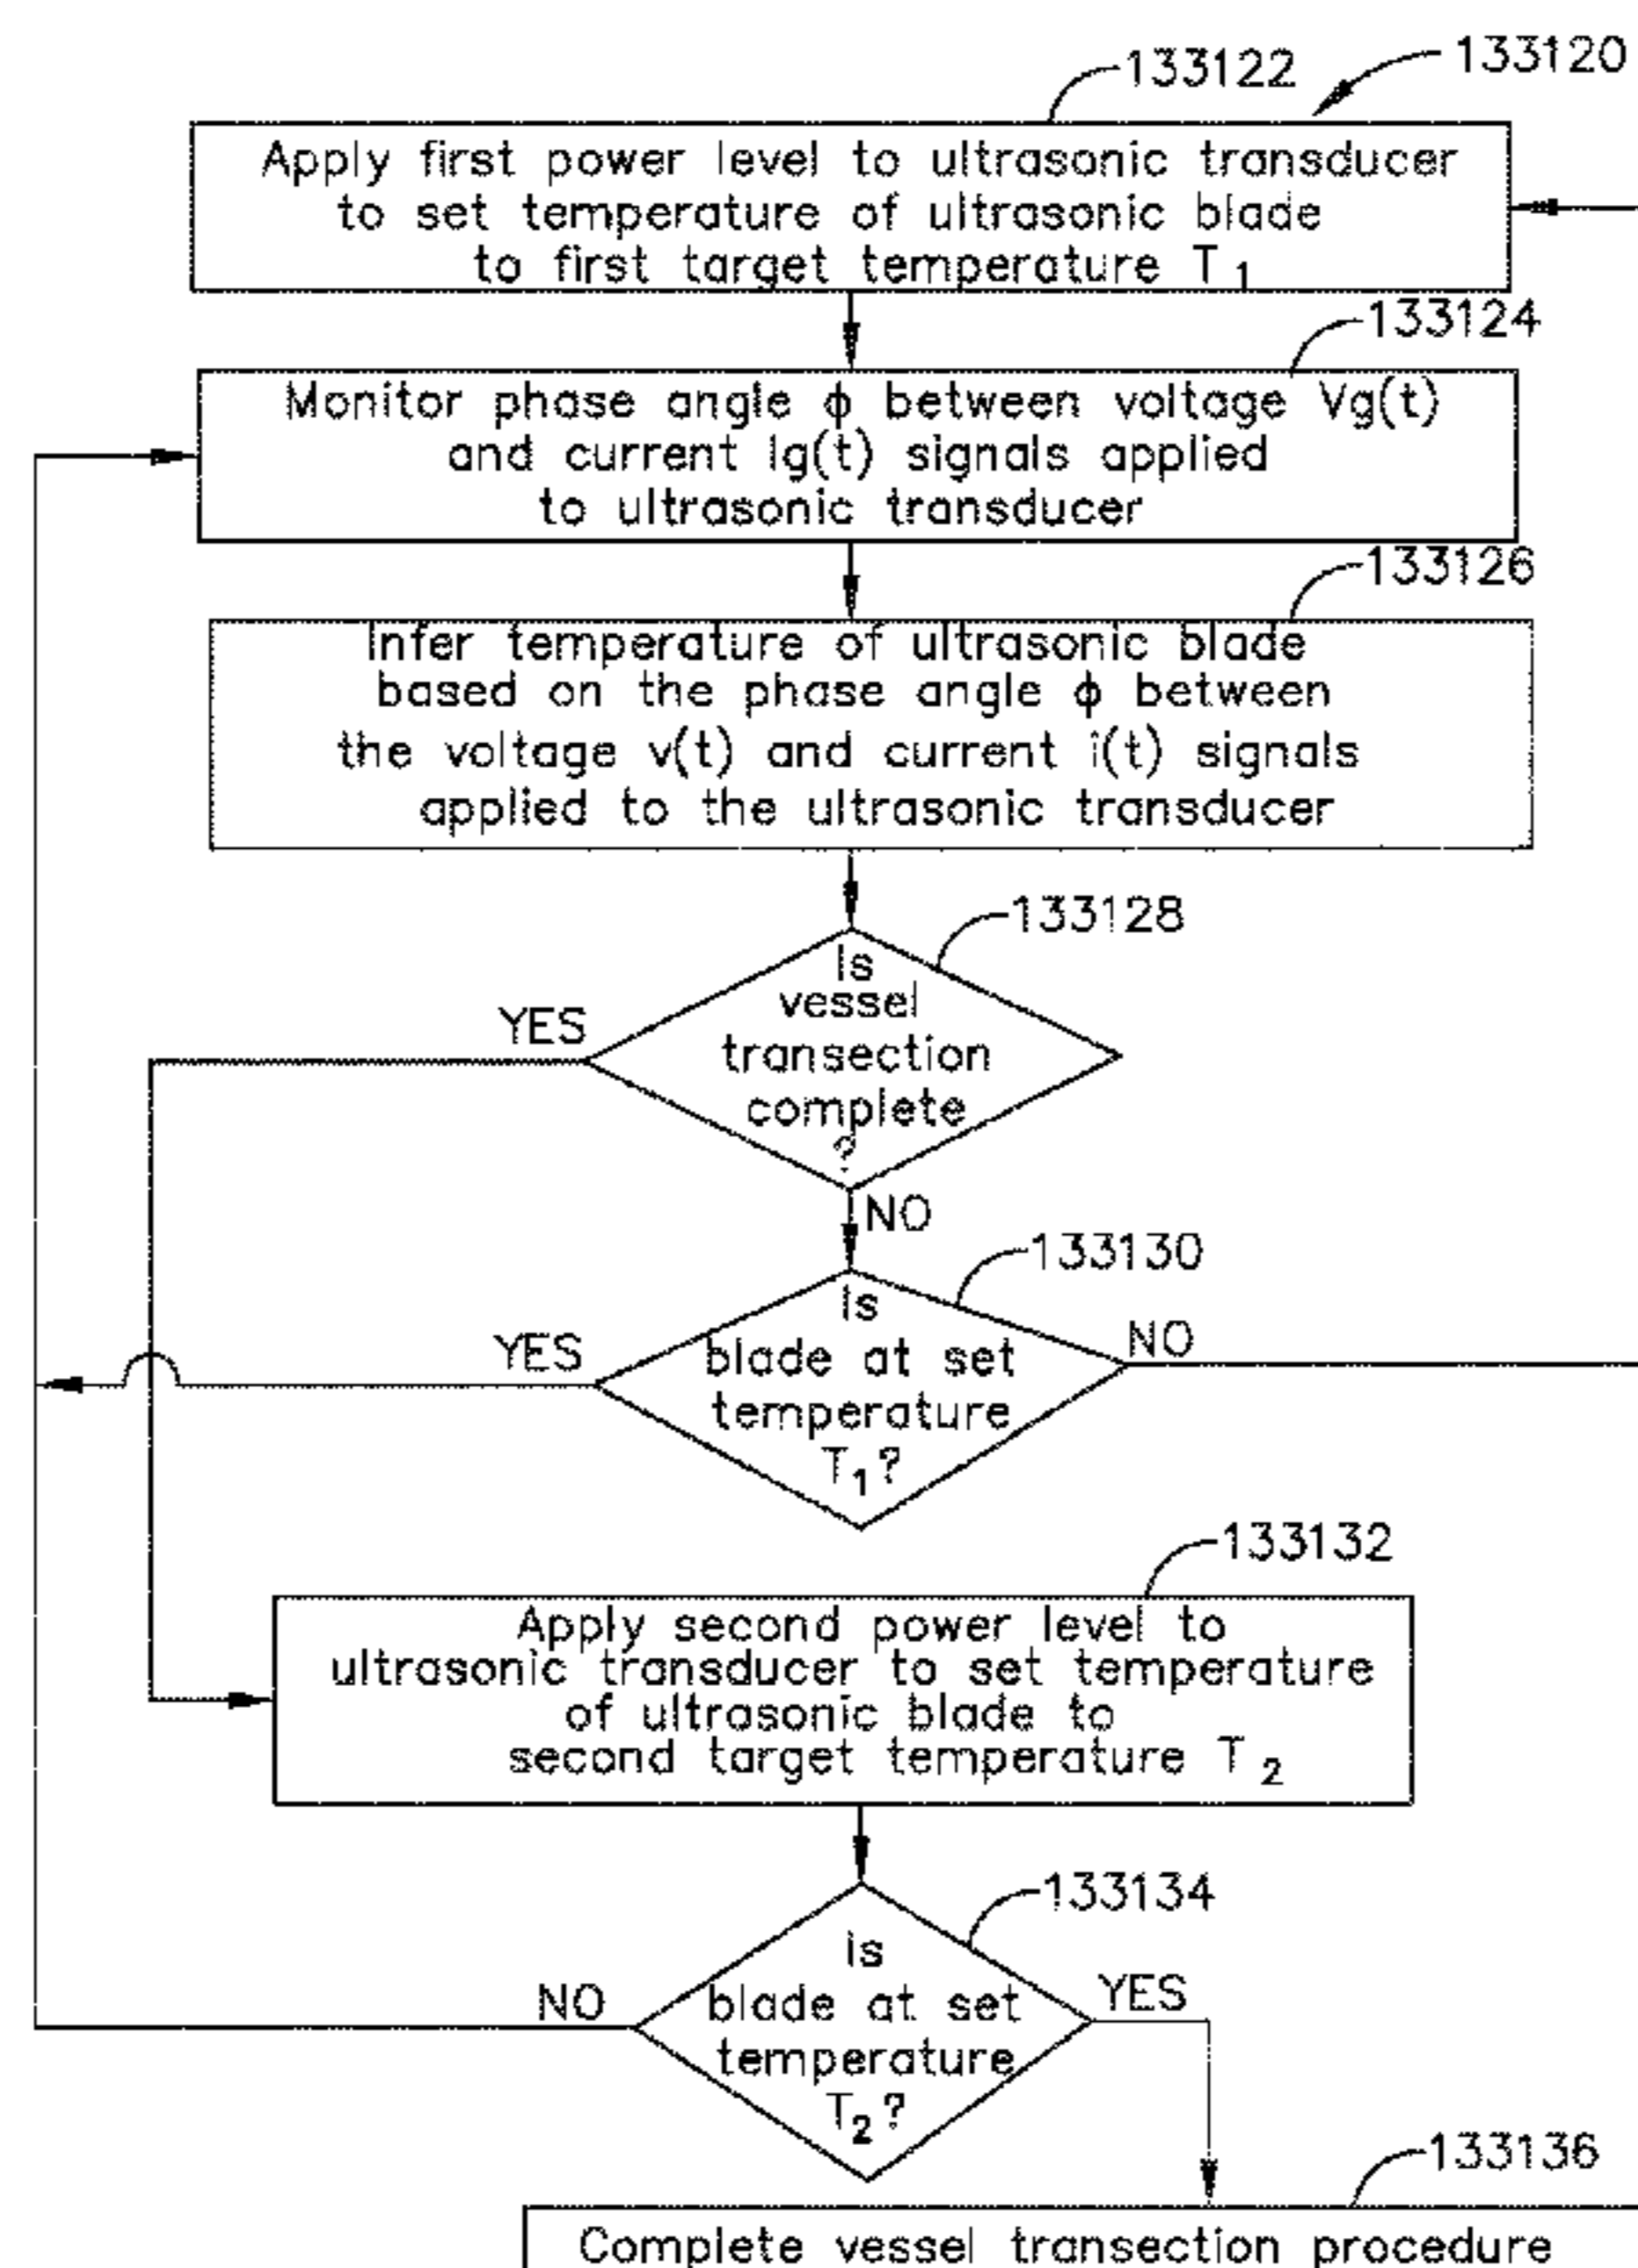 133120
133122
Apply first power level to ultrasonic transducer
to set temperature of ultrasonic blade
to first target temperature T 1
133124
Monitor phase angle ϕ between voltage Vg(t)
and current Ig(t) signals applied
to ultrasonic transducer
133126
Infer temperature of ultrasonic blade
based on the phase angle ϕ between
the voltage v(t) and current i(t) signals
applied to the ultrasonic transducer
133128
Is
vessel
transection
complete
?
YES
NO
133130
Is
blade at set
temperature
T1?
YES
NO
133132
Apply second power level to
ultrasonic transducer to set temperature
of ultrasonic blade to
second target temperature T 2
133134
Is
blade at set
temperature
T2?
NO
YES
133136
Complete vessel transection procedure